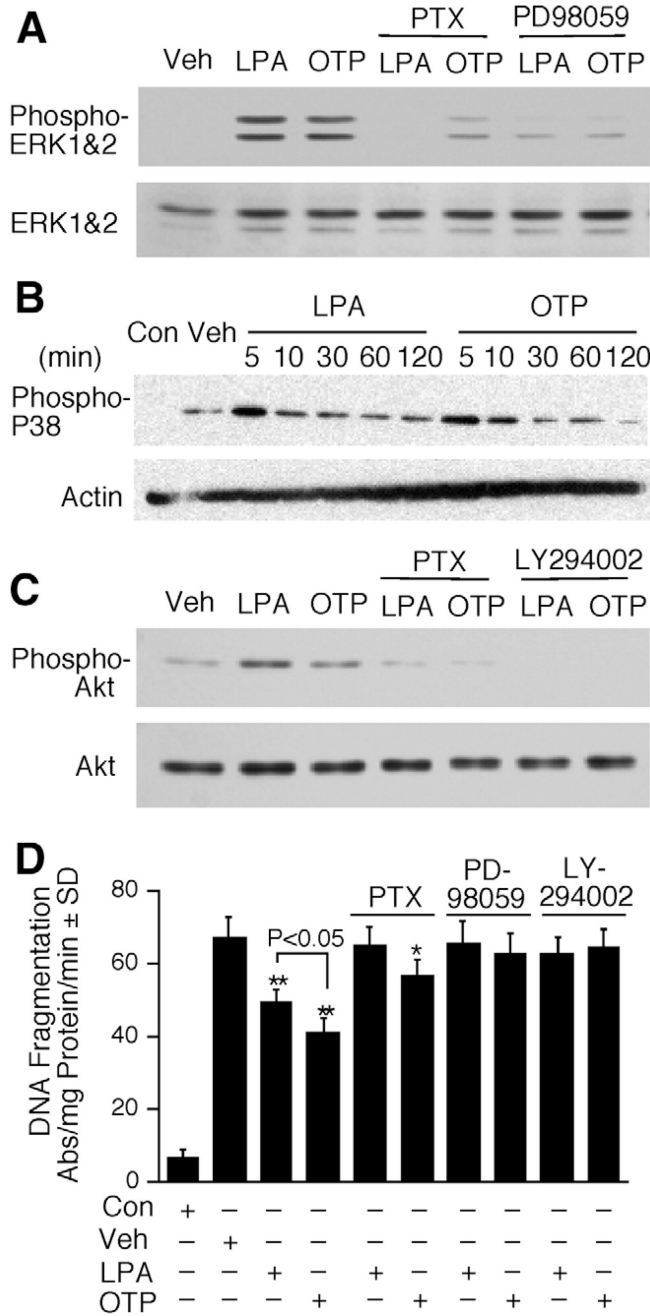 A
PTX PD98059
Veh LPA OTP LPA OTP LPA OTP
Phospho-
ERK1&2
ERK1&2
B
LPA OTP
Con Veh
(min) 5 10 30 60 120 5 10 30 60 120
Phospho-
P38
Actin
C
PTX LY294002
Veh LPA OTP LPA OTP LPA OTP
Phospho-
Akt
Akt
D
DNA Fragmentation
Abs/mg Protein/min ± SD
80
60
40
20
0
PTX
PD-
98059
LY-
294002
P<0.05
** ** *
Con + – – – – – – – – –
Veh – + – – – – – – – –
LPA – – + – + – + – + –
OTP – – – + – + – + – +